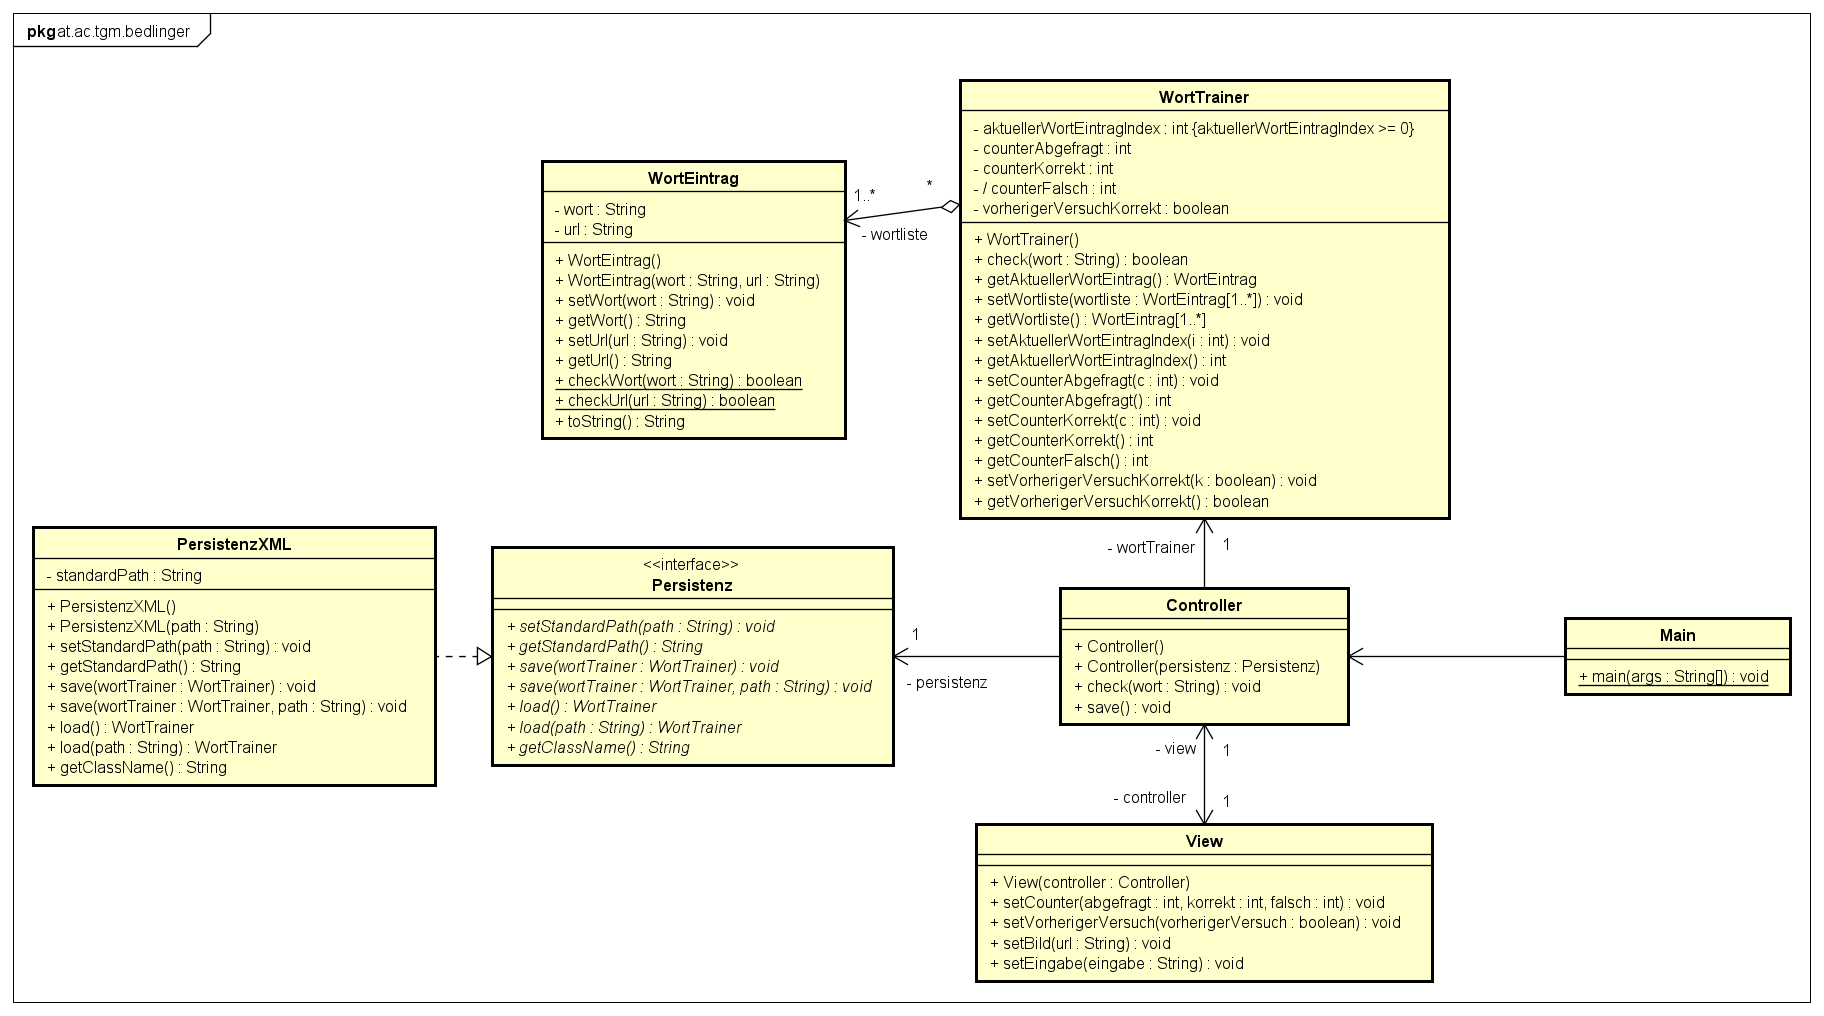 pkg at.ac.tgm.bedlinger
WortTrainer
- aktuellerWortEintragIndex : int {aktuellerWortEintragIndex >= 0}
- counterAbgefragt : int
- counterKorrekt : int
- / counterFalsch : int
- vorherigerVersuchKorrekt : boolean
+ WortTrainer()
+ check(wort : String) : boolean
+ getAktuellerWortEintrag() : WortEintrag
+ setWortliste(wortliste : WortEintrag[1..*]) : void
+ getWortliste() : WortEintrag[1..*]
+ setAktuellerWortEintragIndex(i : int) : void
+ getAktuellerWortEintragIndex() : int
+ setCounterAbgefragt(c : int) : void
+ getCounterAbgefragt() : int
+ setCounterKorrekt(c : int) : void
+ getCounterKorrekt() : int
+ getCounterFalsch() : int
+ setVorherigerVersuchKorrekt(k : boolean) : void
+ getVorherigerVersuchKorrekt() : boolean
WortEintrag
- wort : String
- url : String
+ WortEintrag()
+ WortEintrag(wort : String, url : String)
+ setWort(wort : String) : void
+ getWort() : String
+ setUrl(url : String) : void
+ getUrl() : String
+ checkWort(wort : String) : boolean
+ checkUrl(url : String) : boolean
+ toString() : String
1..*
*
- wortliste
PersistenzXML
- standardPath : String
+ PersistenzXML()
+ PersistenzXML(path : String)
+ setStandardPath(path : String) : void
+ getStandardPath() : String
+ save(wortTrainer : WortTrainer) : void
+ save(wortTrainer : WortTrainer, path : String) : void
+ load() : WortTrainer
+ load(path : String) : WortTrainer
+ getClassName() : String
<<interface>>
Persistenz
+ setStandardPath(path : String) : void
+ getStandardPath() : String
+ save(wortTrainer : WortTrainer) : void
+ save(wortTrainer : WortTrainer, path : String) : void
+ load() : WortTrainer
+ load(path : String) : WortTrainer
+ getClassName() : String
1
- persistenz
- wortTrainer
1
Controller
+ Controller()
+ Controller(persistenz : Persistenz)
+ check(wort : String) : void
+ save() : void
Main
+ main(args : String[]) : void
- view
1
- controller
1
View
+ View(controller : Controller)
+ setCounter(abgefragt : int, korrekt : int, falsch : int) : void
+ setVorherigerVersuch(vorherigerVersuch : boolean) : void
+ setBild(url : String) : void
+ setEingabe(eingabe : String) : void